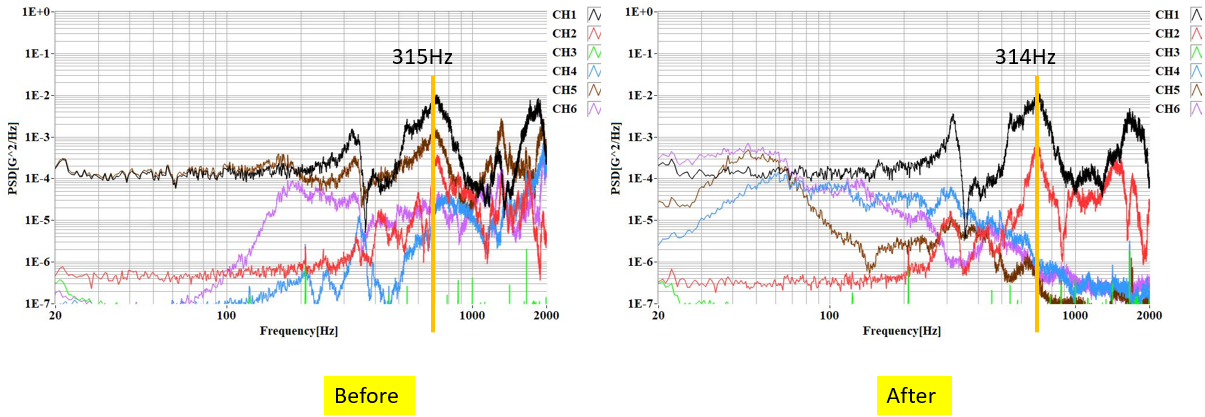 1E+0
1E-1
1E-2
1E-3
1E-4
1E-5
1E-6
1E-7
PSD[G^2/Hz]
20
100
1000
2000
Frequency[Hz]
315Hz
CH1
CH2
CH3
CH4
CH5
CH6
Before
1E+0
1E-1
1E-2
1E-3
1E-4
1E-5
1E-6
1E-7
PSD[G^2/Hz]
20
100
1000
2000
Frequency[Hz]
314Hz
CH1
CH2
CH3
CH4
CH5
CH6
After